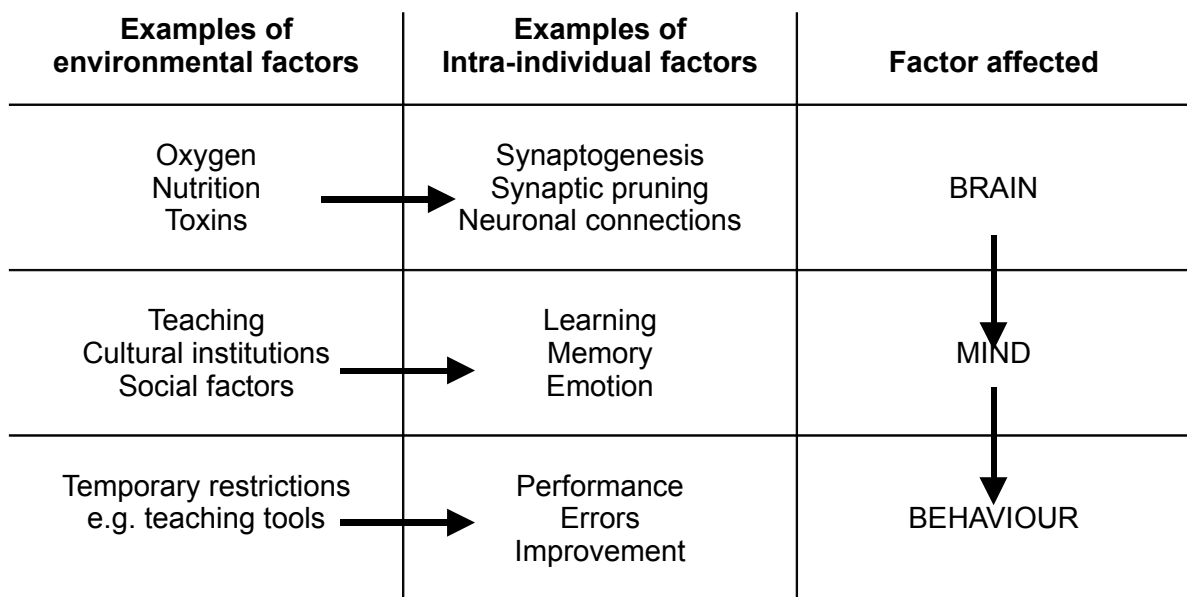 Examples of
environmental factors
Examples of
Intra-individual factors
Factor affected
Oxygen
Nutrition
Toxins
Synaptogenesis
Synaptic pruning
Neuronal connections
BRAIN
Teaching
Cultural institutions
Social factors
Learning
Memory
Emotion
MIND
Temporary restrictions
e.g. teaching tools
Performance
Errors
Improvement
BEHAVIOUR